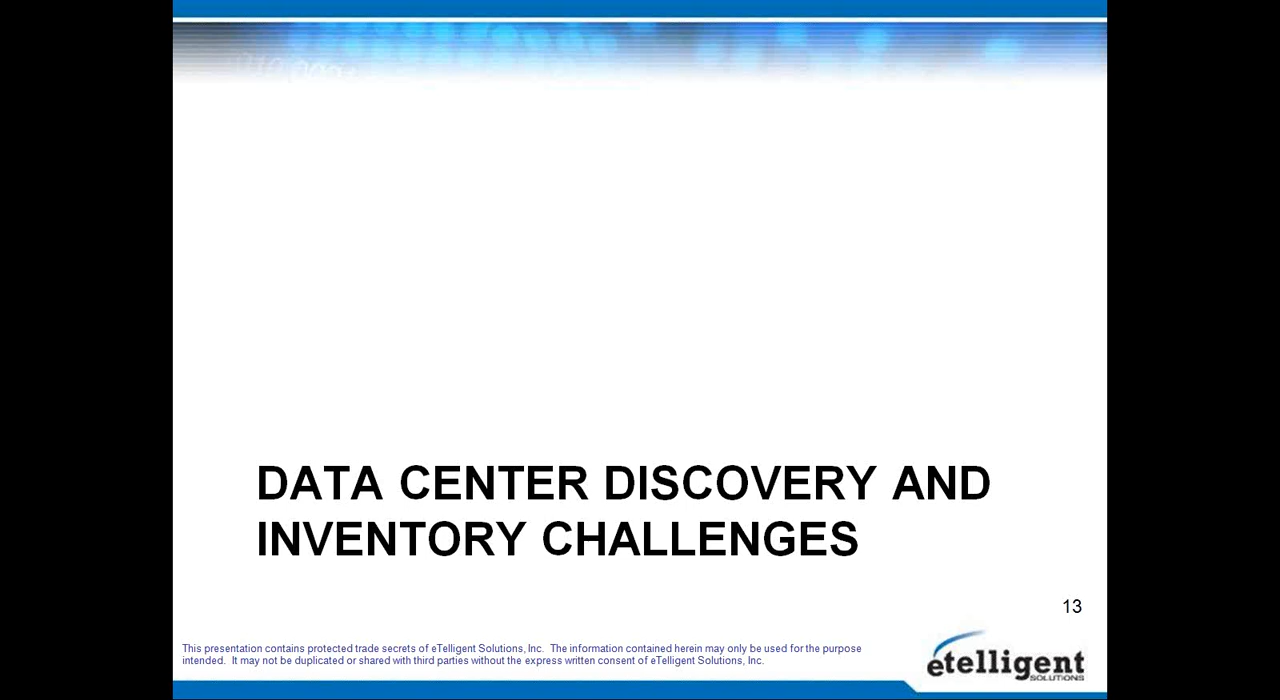 DATA CENTER DISCOVERY AND
INVENTORY CHALLENGES
13
This presentation contains protected trade secrets of eTelligent Solutions, Inc.  The information contained herein may only be used for the purpose
intended.  It may not be duplicated or shared with third parties without the express written consent of eTelligent Solutions, Inc.
etelligent
SOLUTIONS